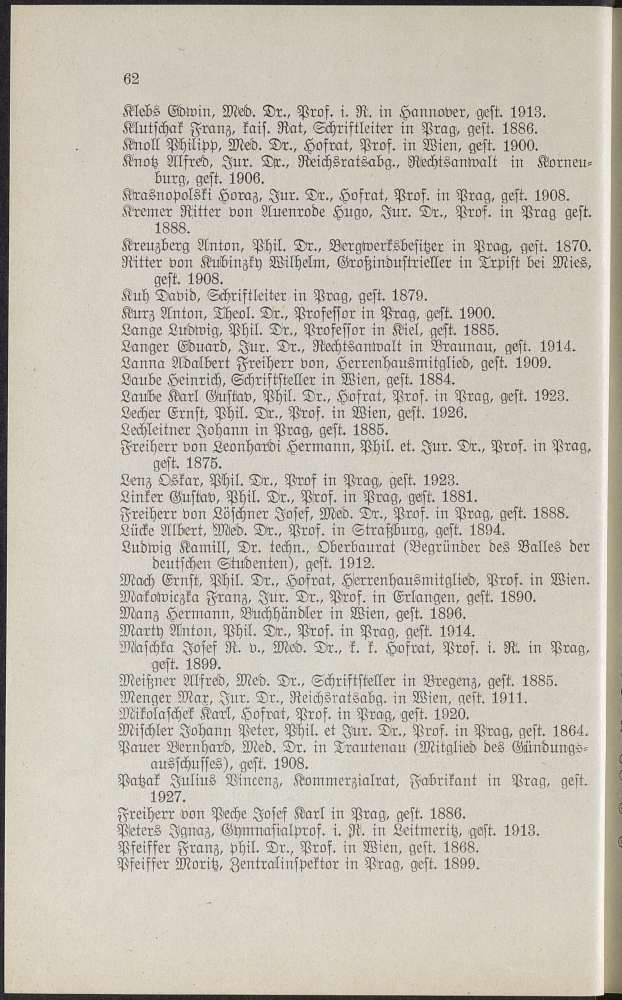 62
Klebs Edwin, Med. Dr., Prof. i. R. in Hannover, gest. 1913.
Klutschak Franz, kais. Rat, Schriftleiter in Prag, gest. 1886.
Knoll Philipp, Med. Dr., Hofrat, Prof. in Wien, gest. 1900.
Knotz Alfred, Jur. Dr., Reichsratsabg., Rechtsanwalt in Korneu-
burg, gest. 1906.
Krasnopolski Horaz, Jur. Dr., Hofrat, Prof. in Prag, gest. 1908.
Kremer Ritter von Auenrode Hugo, Jur. Dr., Prof. in Prag gest.
1888.
Kreuzberg Anton, Phil. Dr., Bergwerksbesitzer in Prag, gest. 1870.
Ritter von Kubinzky Wilhelm, Großindustrieller in Trpist bei Mies,
gest. 1908.
Kuh David, Schriftleiter in Prag, gest. 1879.
Kurz Anton, Theol. Dr., Professor in Prag, gest. 1900.
Lange Ludwig, Phil. Dr., Professor in Kiel, gest. 1885.
Langer Eduard, Jur. Dr., Rechtsanwalt in Braunau, gest. 1914.
Lanna Adalbert Freiherr von, Herrenhausmitglied, gest. 1909.
Laube Heinrich, Schriftsteller in Wien, gest. 1884.
Laube Karl Gustav, Phil. Dr., Hofrat, Prof. in Prag, gest. 1923.
Lecher Ernst, Phil. Dr., Prof. in Wien, gest. 1926.
Lechleitner Johann in Prag, gest. 1885.
Freiherr von Leonhardi Hermann, Phil. et. Jur. Dr., Prof. in Prag,
gest. 1875.
Lenz Oskar, Phil. Dr., Prof in Prag, gest. 1923.
Linker Gustav, Phil. Dr., Prof. in Prag, gest. 1881.
Freiherr von Löschner Josef, Med. Dr., Prof. in Prag, gest. 1888.
Lücke Albert, Med. Dr., Prof. in Straßburg, gest. 1894.
Ludwig Kamill, Dr. techn., Oberbaurat (Begründer des Balles der
deutschen Studenten), gest. 1912.
Mach Ernst, Phil. Dr., Hofrat, Herrenhausmitglied, Prof. in Wien.
Makowiczka Franz, Jur. Dr., Prof. in Erlangen, gest. 1890.
Manz Hermann, Buchhändler in Wien, gest. 1896.
Marty Anton, Phil. Dr., Prof. in Prag, gest. 1914.
Maschka Josef R. v., Med. Dr., k. k. Hofrat, Prof. i. R. in Prag,
gest. 1899.
Meißner Alfred, Med. Dr., Schriftsteller in Bregenz, gest. 1885.
Menger Max, Jur. Dr., Reichsratsabg. in Wien, gest. 1911.
Mikolaschek Karl, Hofrat, Prof. in Prag, gest. 1920.
Mischler Johann Peter, Phil. et Jur. Dr., Prof. in Prag, gest. 1864.
Pauer Bernhard, Med. Dr. in Trautenau (Mitglied des Gündungs-
ausschusses), gest. 1908.
Patzak Julius Vincenz, Kommerzialrat, Fabrikant in Prag, gest.
1927.
Freiherr von Peche Josef Karl in Prag, gest. 1886.
Peters Ignaz, Gymnasialprof. i. R. in Leitmeritz, gest. 1913.
Pfeiffer Franz, phil. Dr., Prof. in Wien, gest. 1868.
Pfeiffer Moritz, Zentralinspektor in Prag, gest. 1899.